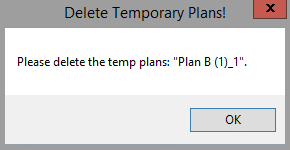 Delete Temporary Plans!
x
Please delete the temp plans: "Plan B (1)_1".
OK